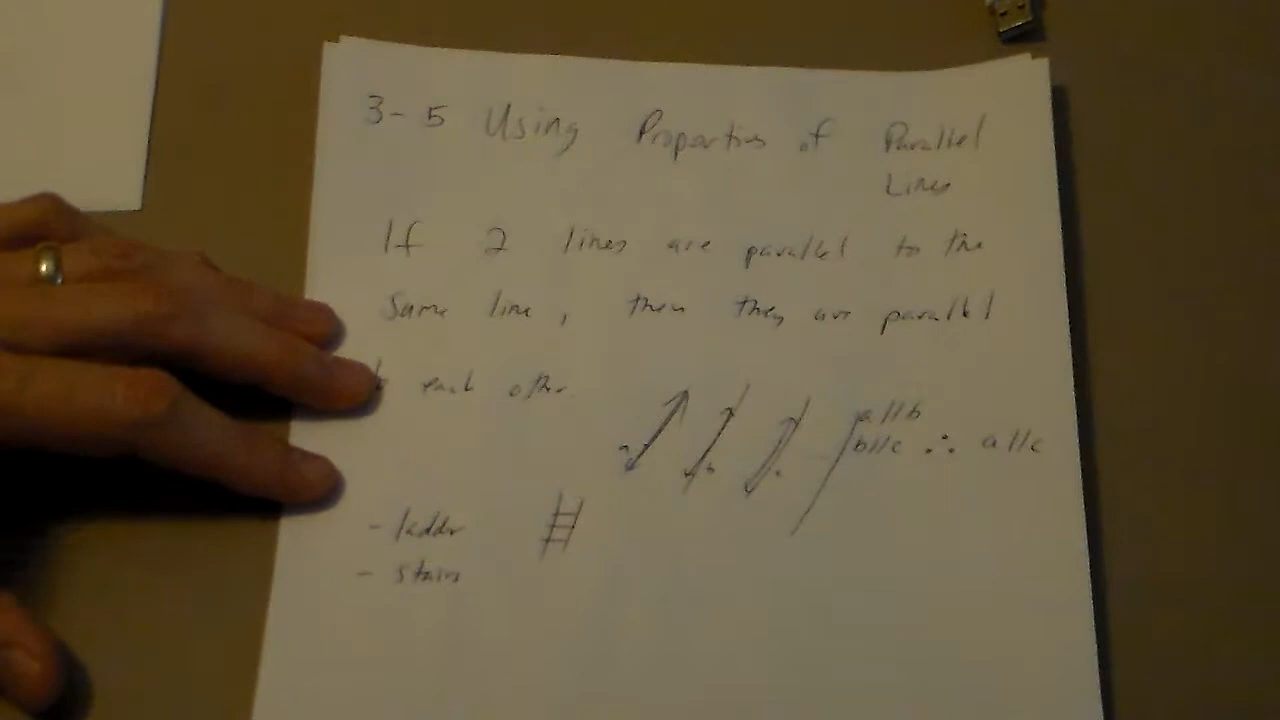 3-5 Using Properties of Parallel
Lines
If 2 lines are parallel to the
same line, then they are parallel
to each other.
a b c
a//b
b//c ∴ a//c
- ladder
- stairs